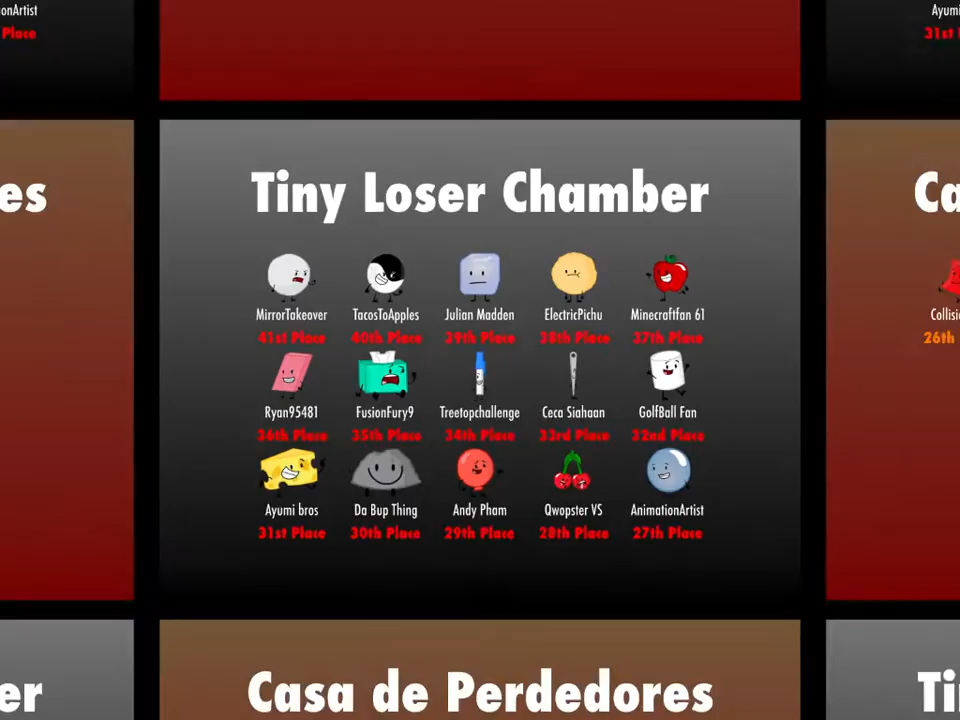 onArtist
Place
Ayumi
31st
es
Tiny Loser Chamber
Ca
MirrorTakeover TacosToApples Julian Madden ElectricPichu Minecraftfan 61
41st Place 40th Place 39th Place 38th Place 37th Place
Collisi
26th
Ryan95481 FusionFury9 Treetopchallenge Ceca Siahaan GolfBall Fan
36th Place 35th Place 34th Place 33rd Place 32nd Place
Ayumi bros Da Bup Thing Andy Pham Qwopster VS AnimationArtist
31st Place 30th Place 29th Place 28th Place 27th Place
er
Casa de Perdedores
Ti